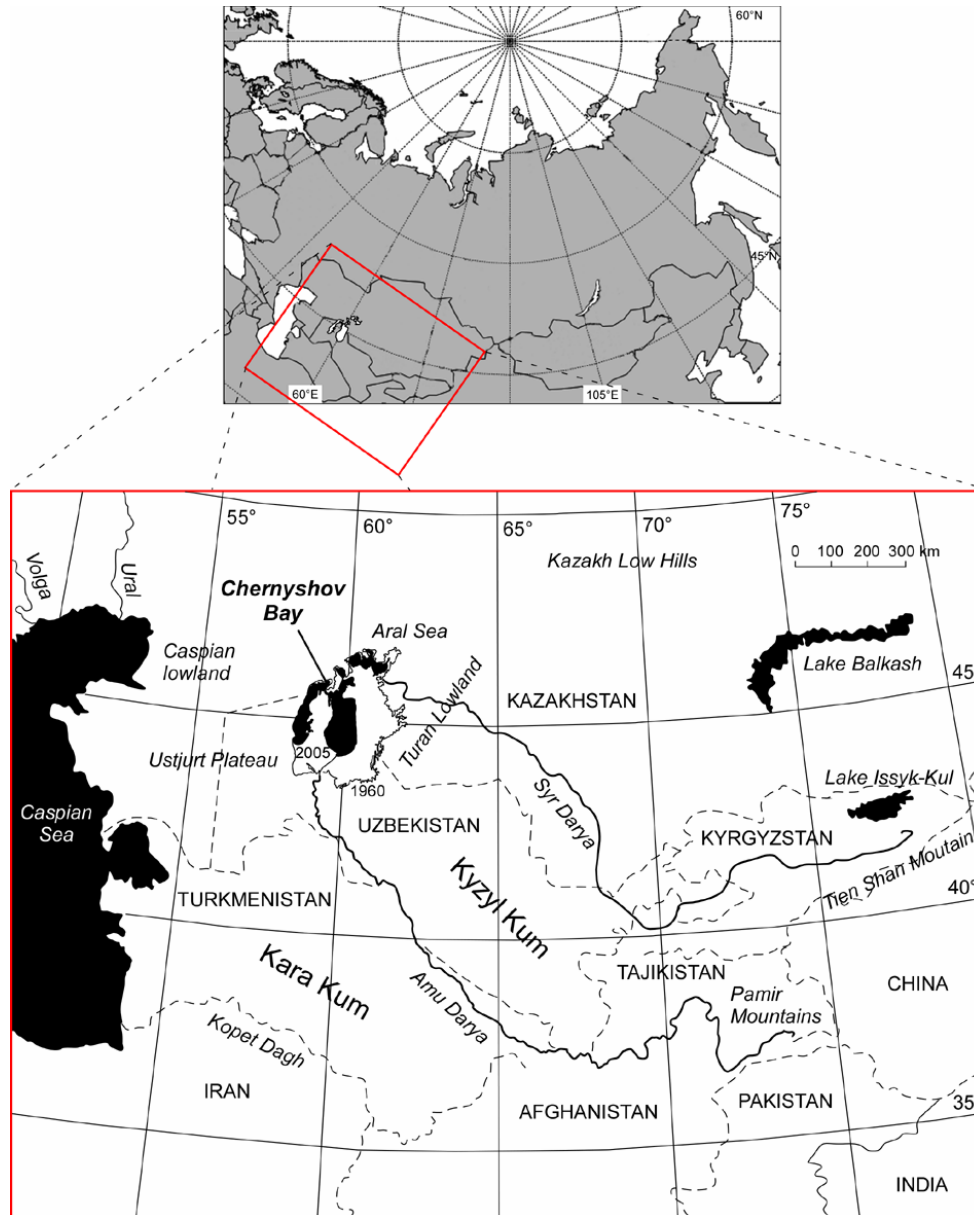 60°N
45°N
60°E
105°E
55°
60°
65°
70°
75°
Kazakh Low Hills
0 100 200 300 km
Volga
Ural
Chernyshov
Bay
Aral Sea
Caspian
lowland
Lake Balkash
45°
KAZAKHSTAN
Turan Lowland
Ustjurt Plateau
2005
1960
Lake Issyk-Kul
Caspian
Sea
UZBEKISTAN
Syr Darya
KYRGYZSTAN
Tien Shan Moutain
40°
TURKMENISTAN
Kyzyl Kum
Kara Kum
TAJIKISTAN
CHINA
Amu Darya
Pamir
Mountains
Kopet Dagh
IRAN
AFGHANISTAN
PAKISTAN
35°
INDIA